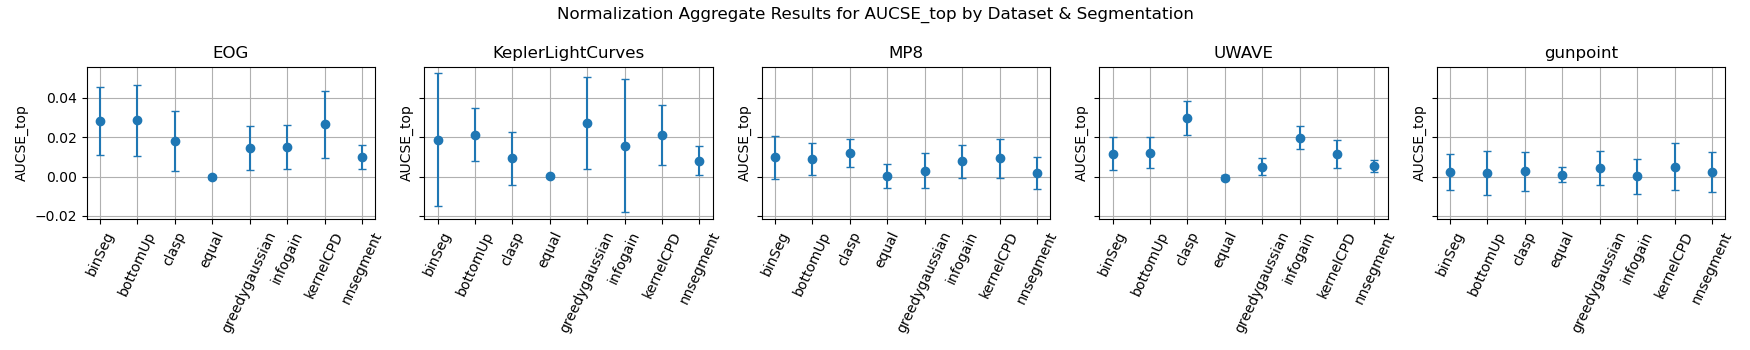 Normalization Aggregate Results for AUCSE_top by Dataset & Segmentation
EOG
AUCSE_top
0.04
0.02
0.00
−0.02
binSeg
bottomUp
clasp
equal
greedygaussian
infogain
kernelCPD
nnsegment
KeplerLightCurves
AUCSE_top
binSeg
bottomUp
clasp
equal
greedygaussian
infogain
kernelCPD
nnsegment
MP8
AUCSE_top
binSeg
bottomUp
clasp
equal
greedygaussian
infogain
kernelCPD
nnsegment
UWAVE
AUCSE_top
binSeg
bottomUp
clasp
equal
greedygaussian
infogain
kernelCPD
nnsegment
gunpoint
AUCSE_top
binSeg
bottomUp
clasp
equal
greedygaussian
infogain
kernelCPD
nnsegment